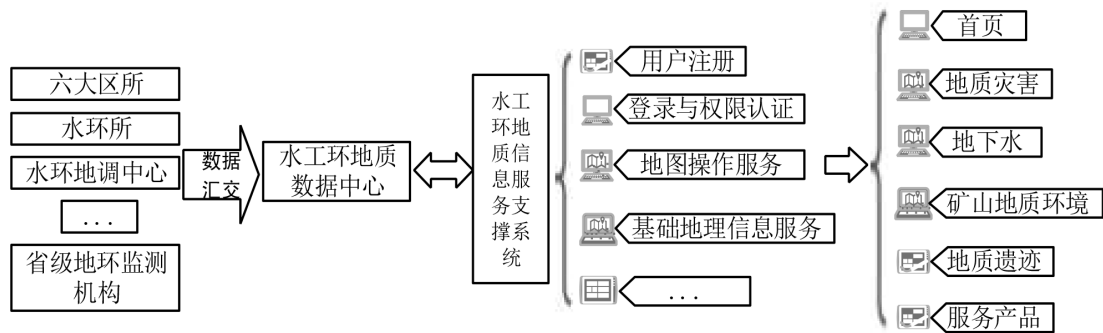 六大区所
水环所
水环地调中心
...
省级地环监测
机构
数据
汇交
水工环地质
数据中心
水工
环地
质信
息服
务支
撑系
统
用户注册
登录与权限认证
地图操作服务
基础地理信息服务
...
首页
地质灾害
地下水
矿山地质环境
地质遗迹
服务产品